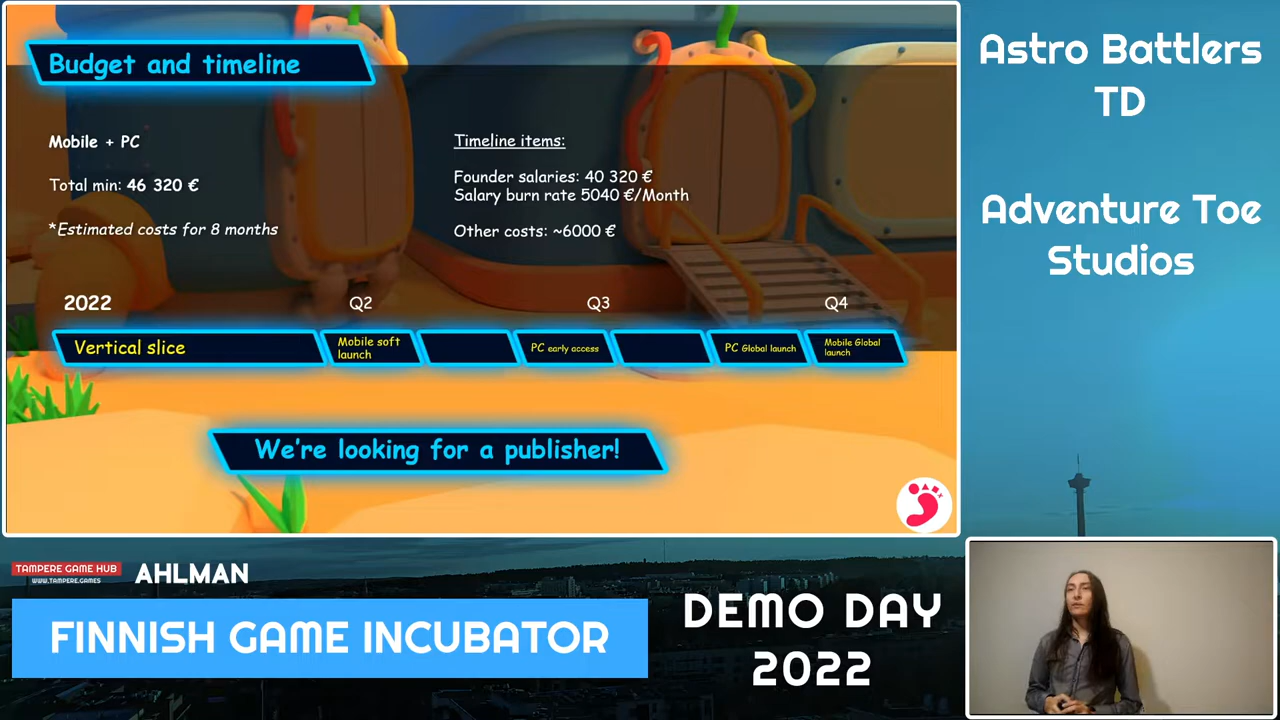 Budget and timeline
Mobile + PC
Total min: 46 320 €
*Estimated costs for 8 months
Timeline items:
Founder salaries: 40 320 €
Salary burn rate 5040 €/Month
Other costs: ~6000 €
2022
Q2
Q3
Q4
Vertical slice
Mobile soft
launch
PC early access
PC Global launch
Mobile Global
launch
We're looking for a publisher!
Astro Battlers
TD
Adventure Toe
Studios
TAMPERE GAME HUB
WWW.TAMPERE.GAMES
AHLMAN
FINNISH GAME INCUBATOR
DEMO DAY
2022